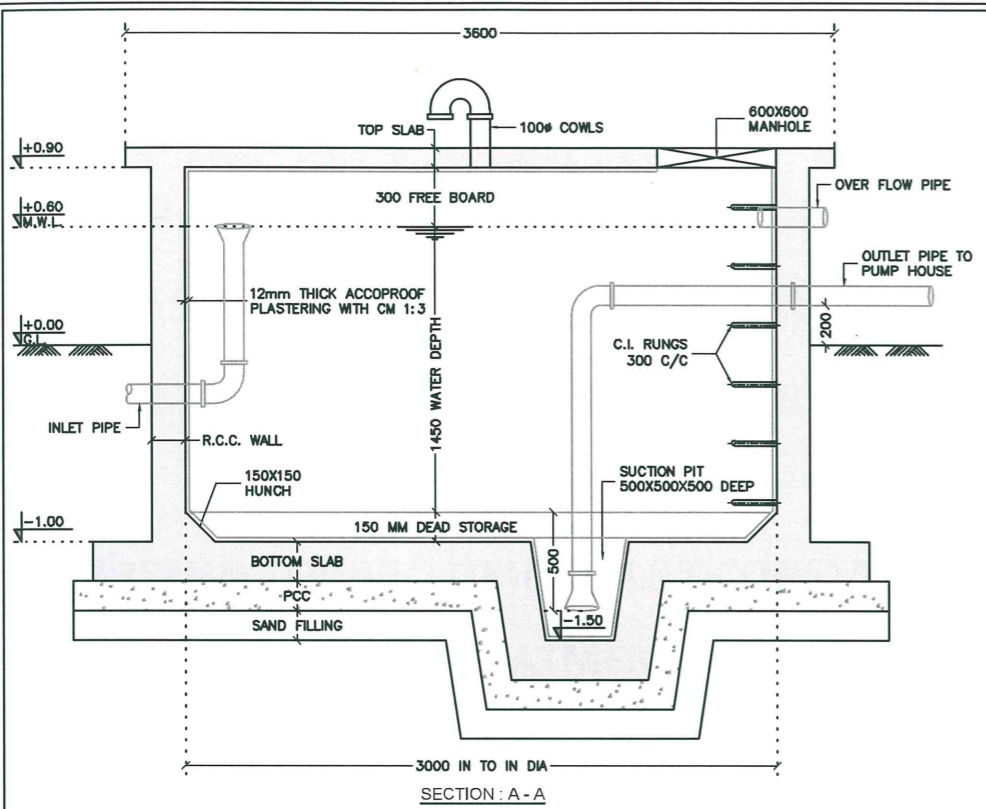 3600
100ø COWLS
600X600
MANHOLE
TOP SLAB
+0.90
300 FREE BOARD
OVER FLOW PIPE
+0.60
M.W.L.
OUTLET PIPE TO
PUMP HOUSE
12mm THICK ACCOPROOF
PLASTERING WITH CM 1:3
1450 WATER DEPTH
+0.00
G.L.
200
C.I. RUNGS
300 C/C
INLET PIPE
R.C.C. WALL
150X150
HUNCH
SUCTION PIT
500X500X500 DEEP
-1.00
150 MM DEAD STORAGE
500
BOTTOM SLAB
PCC
SAND FILLING
-1.50
3000 IN TO IN DIA
SECTION : A - A